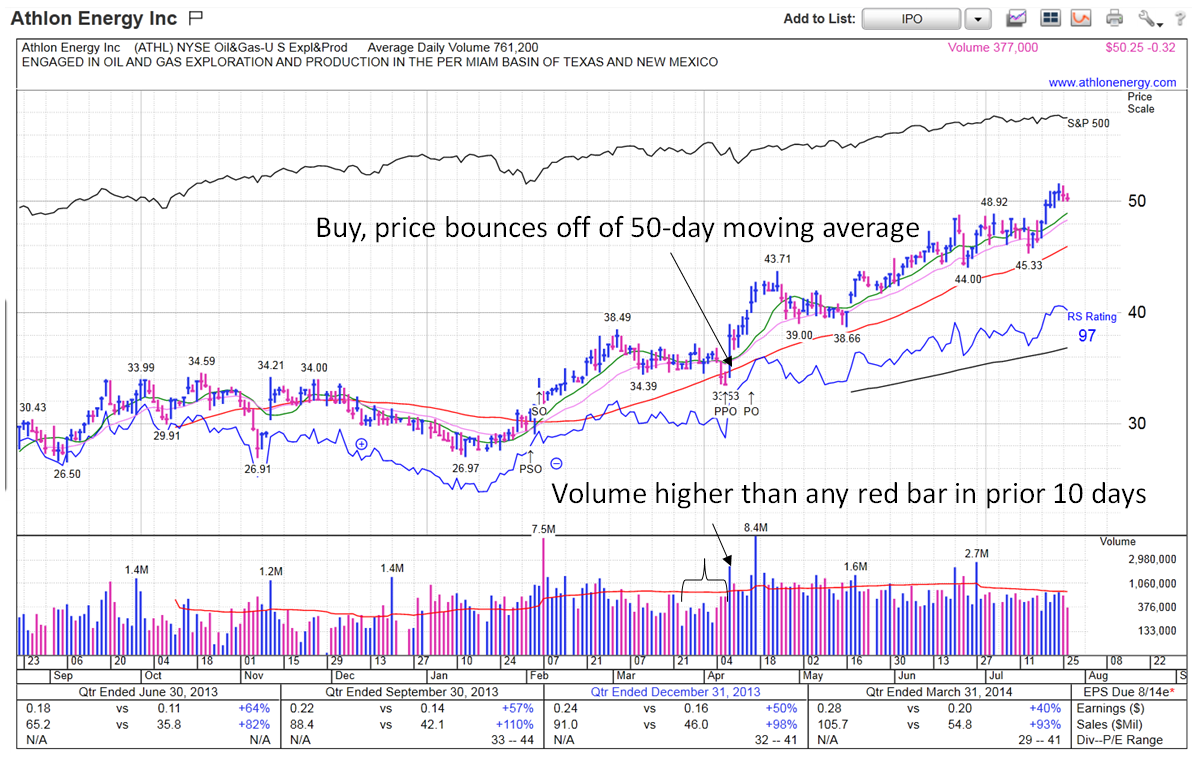 Athlon Energy Inc
Add to List: IPO
Athlon Energy Inc (ATHL) NYSE Oil&Gas-U S Expl&Prod Average Daily Volume 761,200 Volume 377,000 $50.25 -0.32
ENGAGED IN OIL AND GAS EXPLORATION AND PRODUCTION IN THE PER MIAM BASIN OF TEXAS AND NEW MEXICO
www.athlonenergy.com
Price
Scale
S&P 500
50
48.92
Buy, price bounces off of 50-day moving average
43.71
45.33
44.00
40
RS Rating
97
38.49
39.00
38.66
34.59
34.21
34.00
33.99
34.39
30.43
SO
PPO
PO
30
29.91
26.91
26.97
26.50
PSO
Volume higher than any red bar in prior 10 days
7.5M
8.4M
Volume
2.7M
2,980,000
1.4M
1.2M
1.4M
1.6M
1,060,000
376,000
133,000
23 06 20 04 18 01 15 29 13 27 10 24 07 21 07 21 04 18 02 16 30 13 27 11 25 08 22
Sep Oct Nov Dec Jan Feb Mar Apr May Jun Jul Aug S
Qtr Ended June 30, 2013 Qtr Ended September 30, 2013 Qtr Ended December 31, 2013 Qtr Ended March 31, 2014 EPS Due 8/14e*
0.18 vs 0.11 +64% 0.22 vs 0.14 +57% 0.24 vs 0.16 +50% 0.28 vs 0.20 +40% Earnings ($)
65.2 vs 35.8 +82% 88.4 vs 42.1 +110% 91.0 vs 46.0 +98% 105.7 vs 54.8 +93% Sales ($Mil)
N/A N/A N/A 33 -- 44 N/A 32 -- 41 N/A 29 -- 41 Div--P/E Range